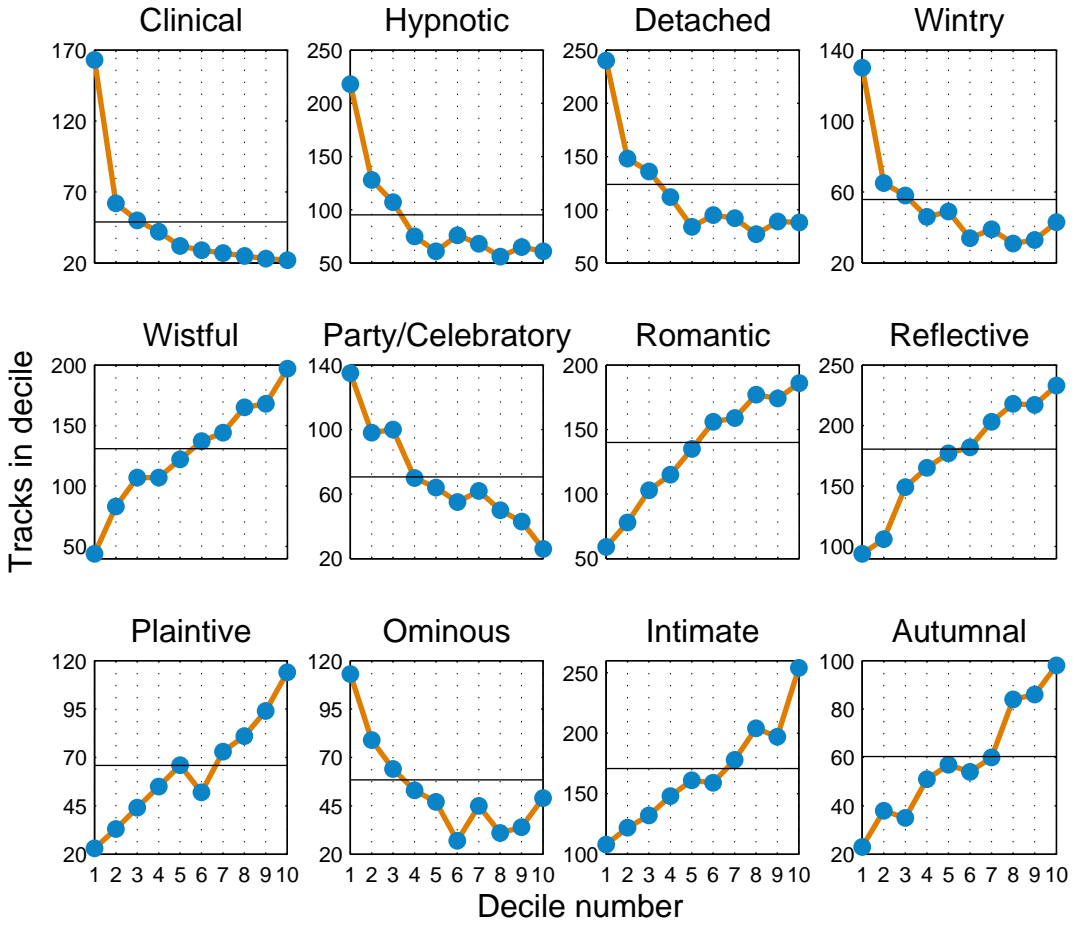 Clinical Hypnotic Detached Wintry
170 250 250 140
120 200 200 100
70 150 150 60
20 100 100 20
50 50
Wistful Party/Celebratory Romantic Reflective
200 140 200 250
150 100 150 200
100 60 100 150
50 20 50 100
Tracks in decile
Plaintive Ominous Intimate Autumnal
120 120 250 100
95 95 200 80
70 70 150 60
45 45 100 40
20 20 20
1 2 3 4 5 6 7 8 9 10 1 2 3 4 5 6 7 8 9 10 1 2 3 4 5 6 7 8 9 10 1 2 3 4 5 6 7 8 9 10
Decile number